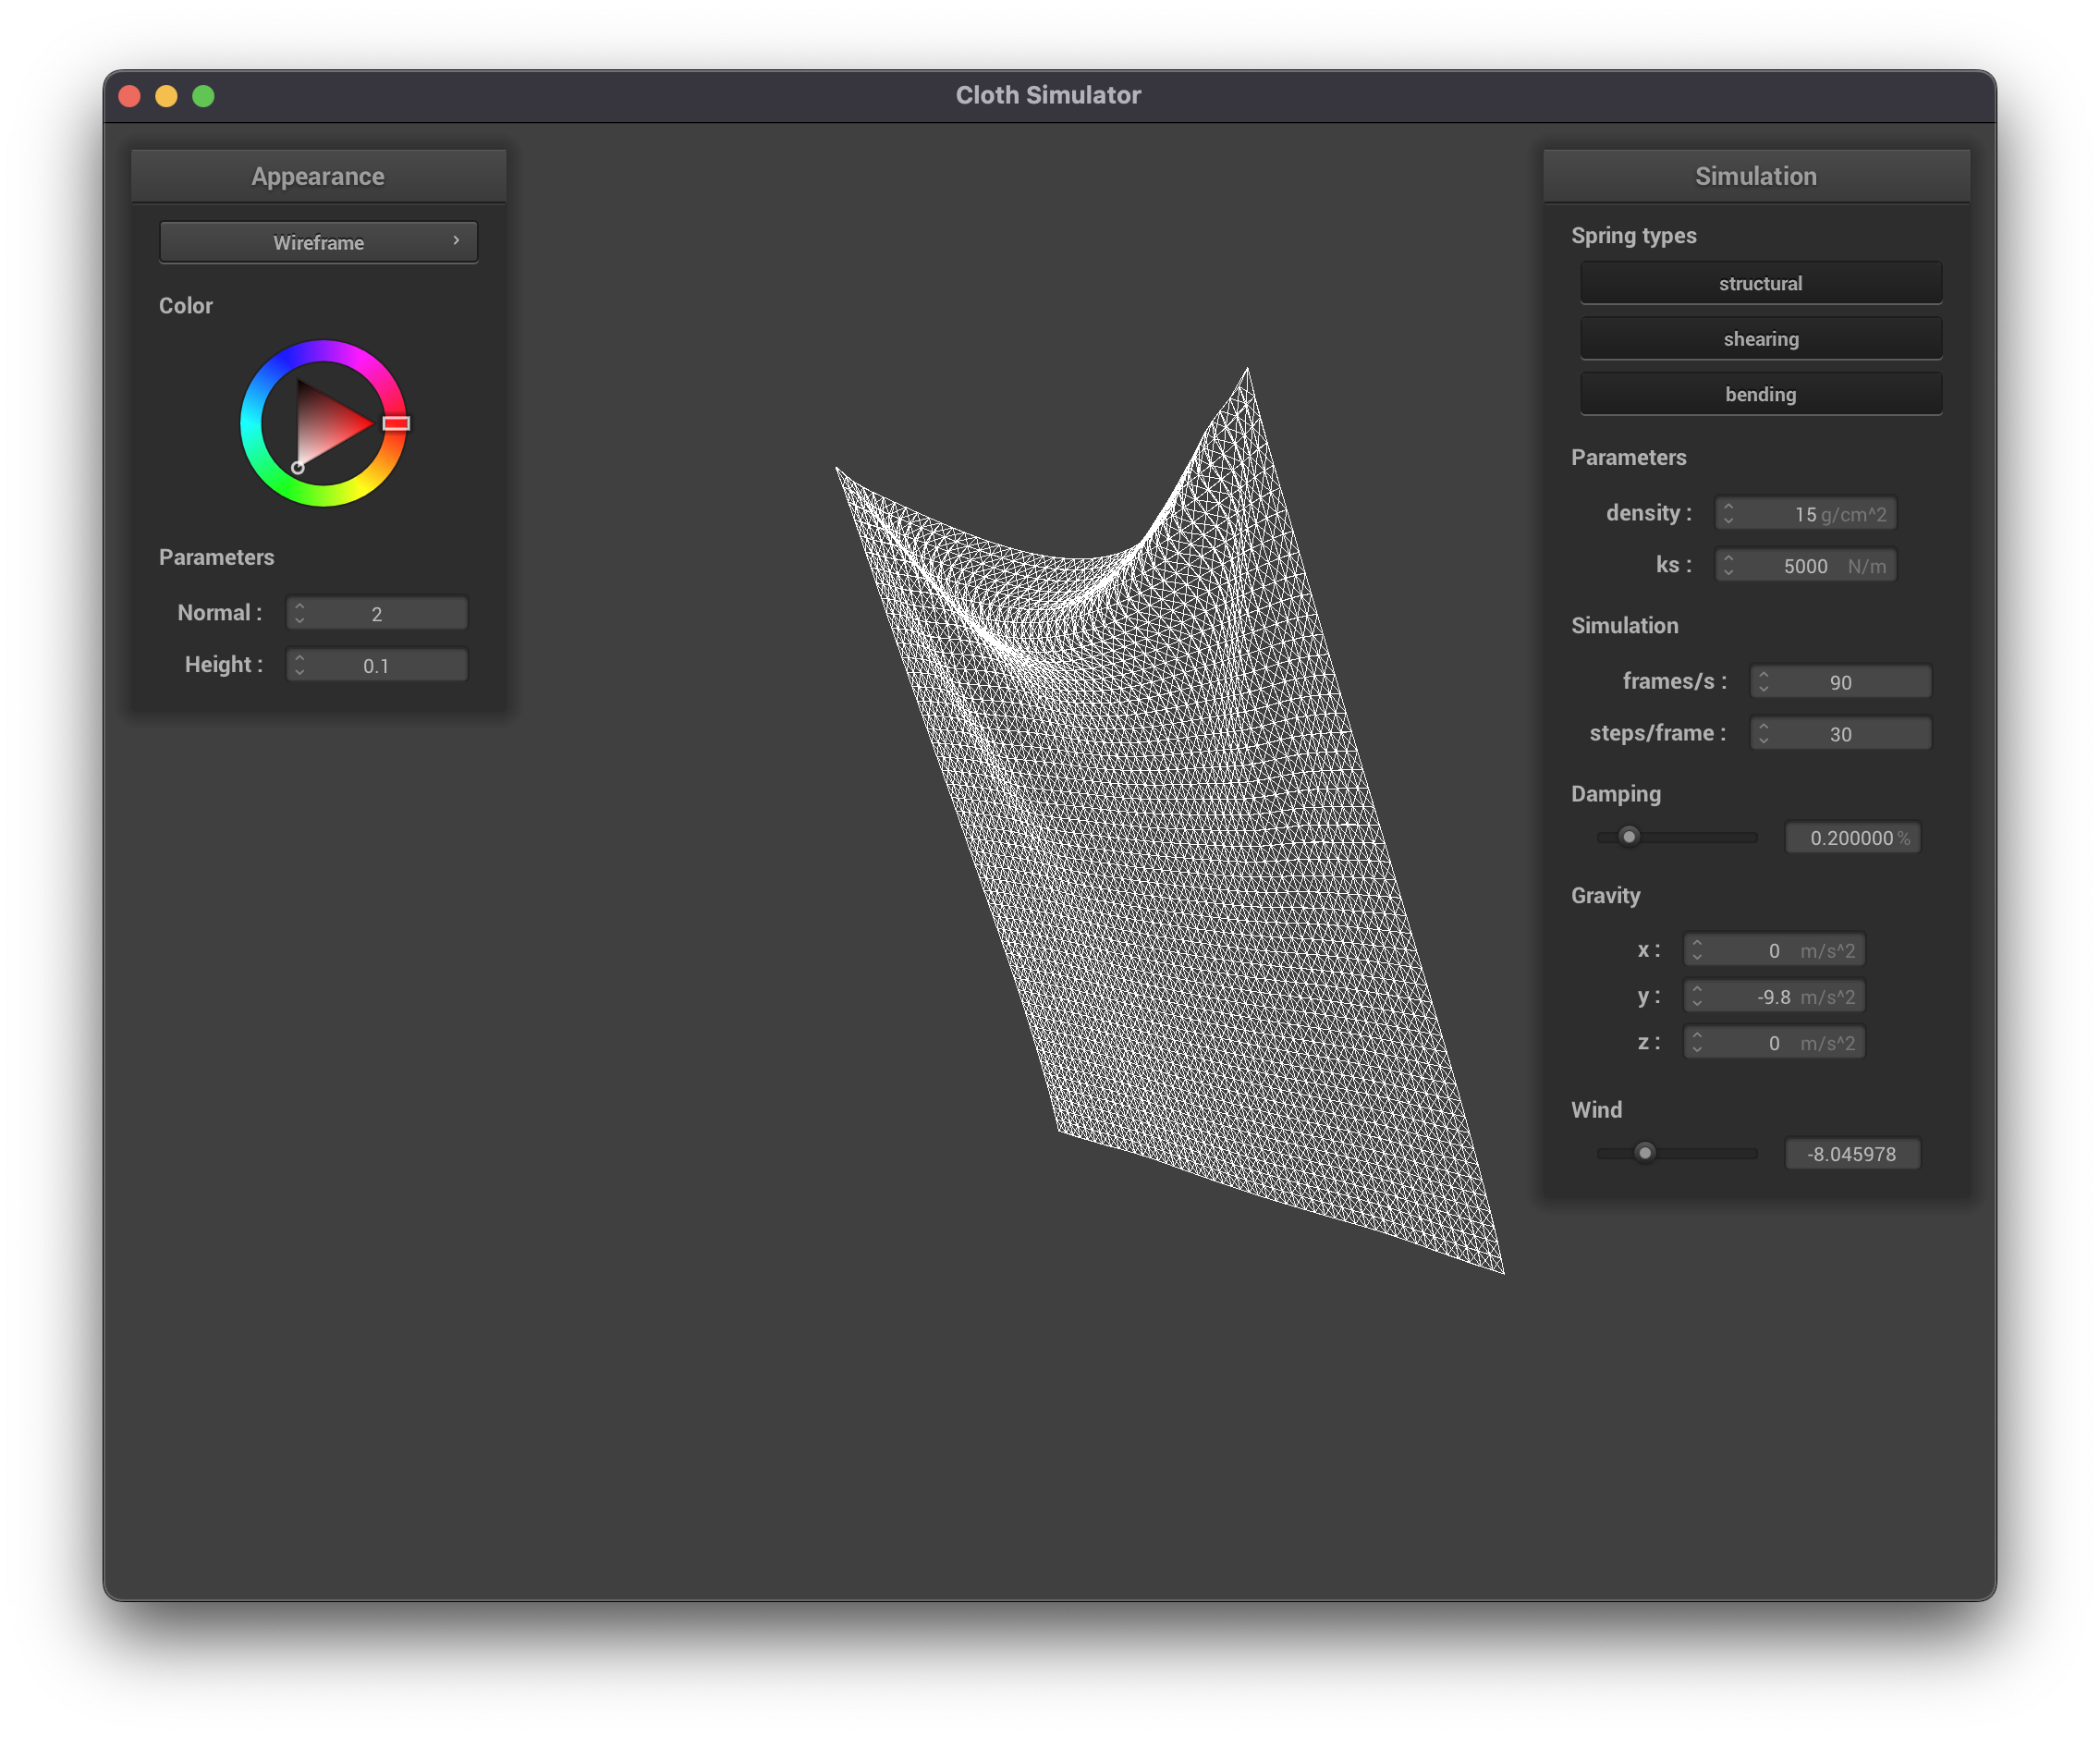 Cloth Simulator
Appearance
Wireframe
Color
Parameters
Normal : 2
Height : 0.1
Simulation
Spring types
structural
shearing
bending
Parameters
density : 15 g/cm^2
ks : 5000 N/m
Simulation
frames/s : 90
steps/frame : 30
Damping
0.200000 %
Gravity
x : 0 m/s^2
y : -9.8 m/s^2
z : 0 m/s^2
Wind
-8.045978